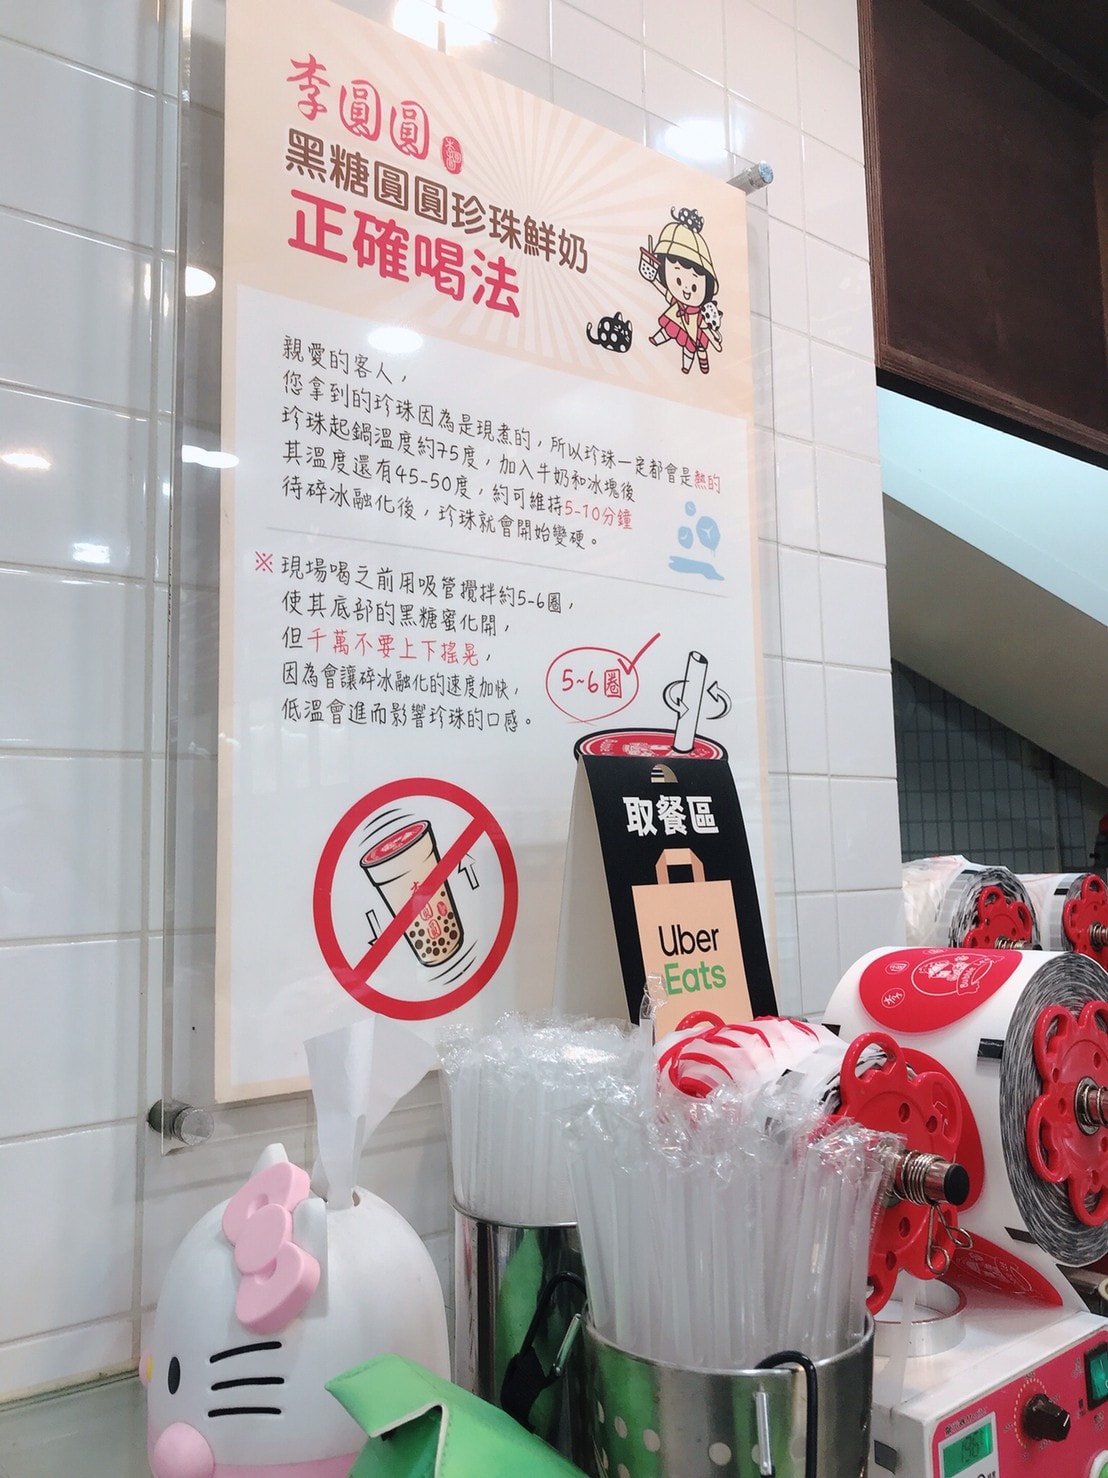 李圓圓
黑糖圓圓珍珠鮮奶
正確喝法
親愛的客人，
您拿到的珍珠因為是現煮的，所以珍珠一定都會是熱的
珍珠起鍋溫度約75度，加入牛奶和冰塊後
其溫度還有45-50度，約可維持5-10分鐘
待碎冰融化後，珍珠就會開始變硬。
※現場喝之前用吸管攪拌約5-6圈，
使其底部的黑糖蜜化開，
但千萬不要上下搖晃，
因為會讓碎冰融化的速度加快，
低溫會進而影響珍珠的口感。
5~6圈
李圓圓
取餐區
Uber
Eats